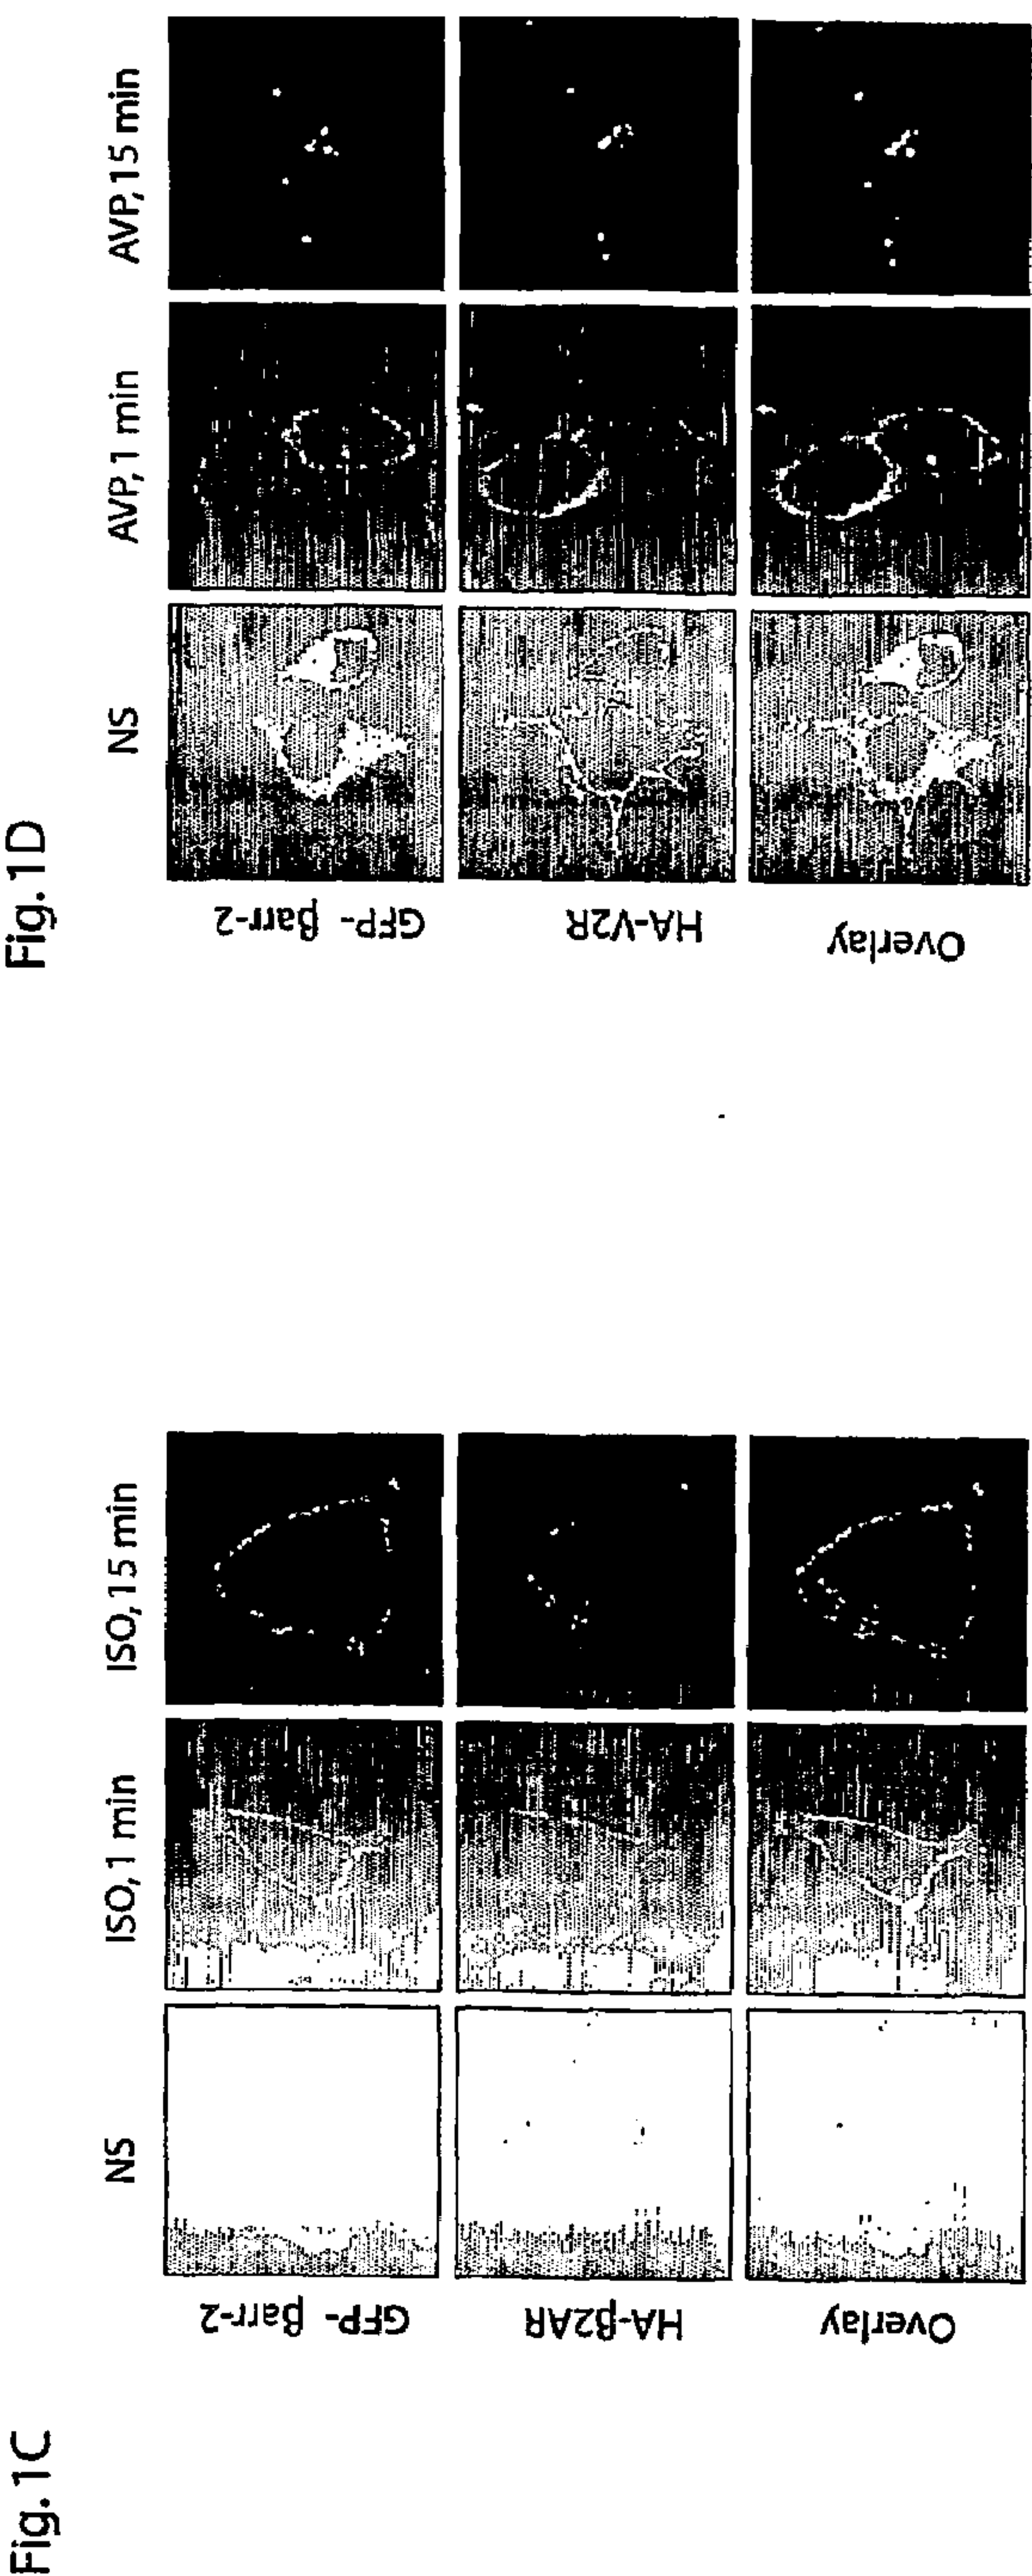 Fig. 1C
NS
ISO, 1 min
ISO, 15 min
GFP- βarr-2
HA-β2AR
Overlay
Fig. 1D
NS
AVP, 1 min
AVP, 15 min
GFP- βarr-2
HA-V2R
Overlay